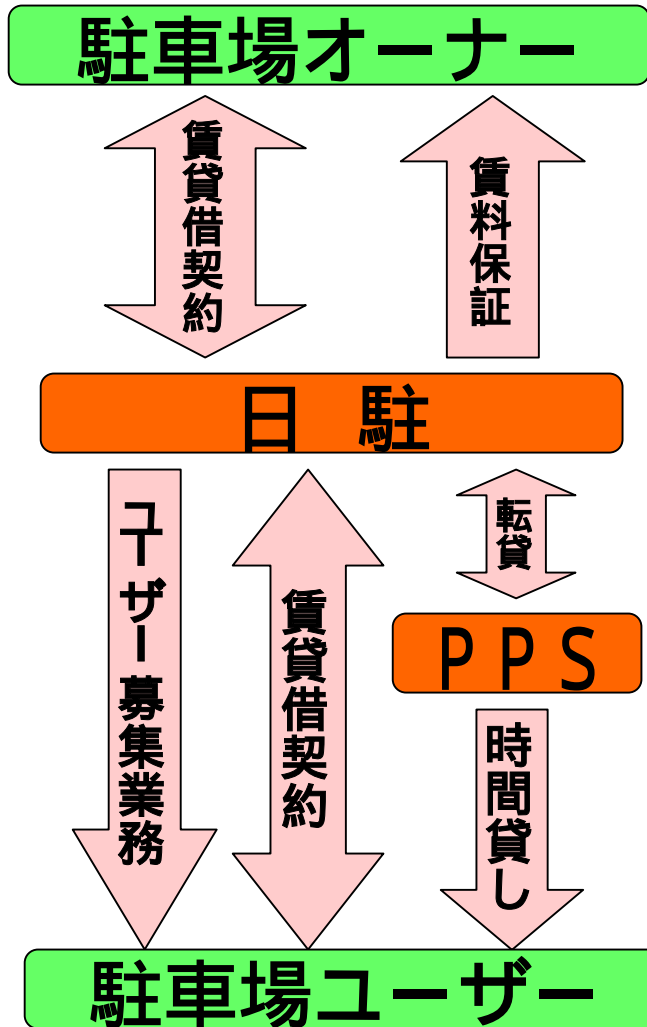 駐車場オーナー
賃貸借契約
賃料保証
日 駐
ユーザー募集業務
賃貸借契約
転貸
ＰＰＳ
時間貸し
駐車場ユーザー